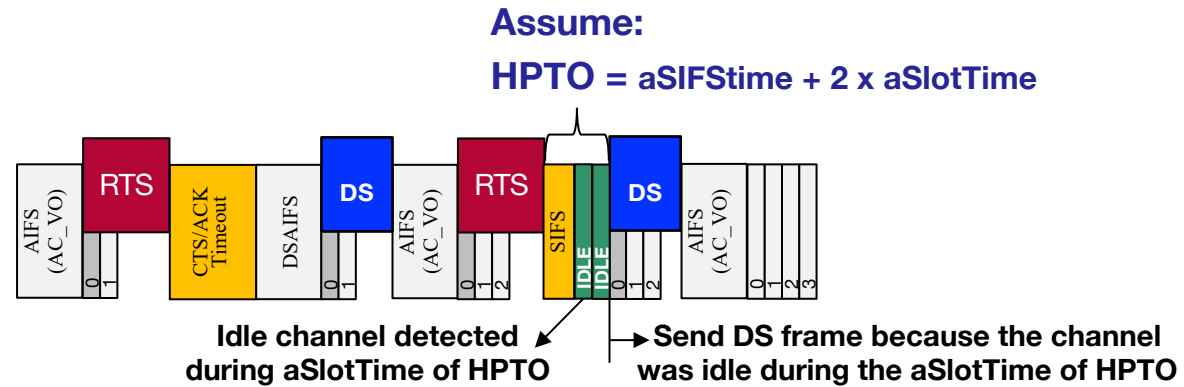 Assume:
HPTO = aSIFStime + 2 x aSlotTime
AIFS
(AC_VO)
RTS
0
1
CTS/ACK
Timeout
DSAIFS
DS
0
1
AIFS
(AC_VO)
RTS
0
1
2
SIFS
IDLE
IDLE
DS
0
1
2
AIFS
(AC_VO)
0
1
2
3
Idle channel detected
during aSlotTime of HPTO
Send DS frame because the channel
was idle during the aSlotTime of HPTO